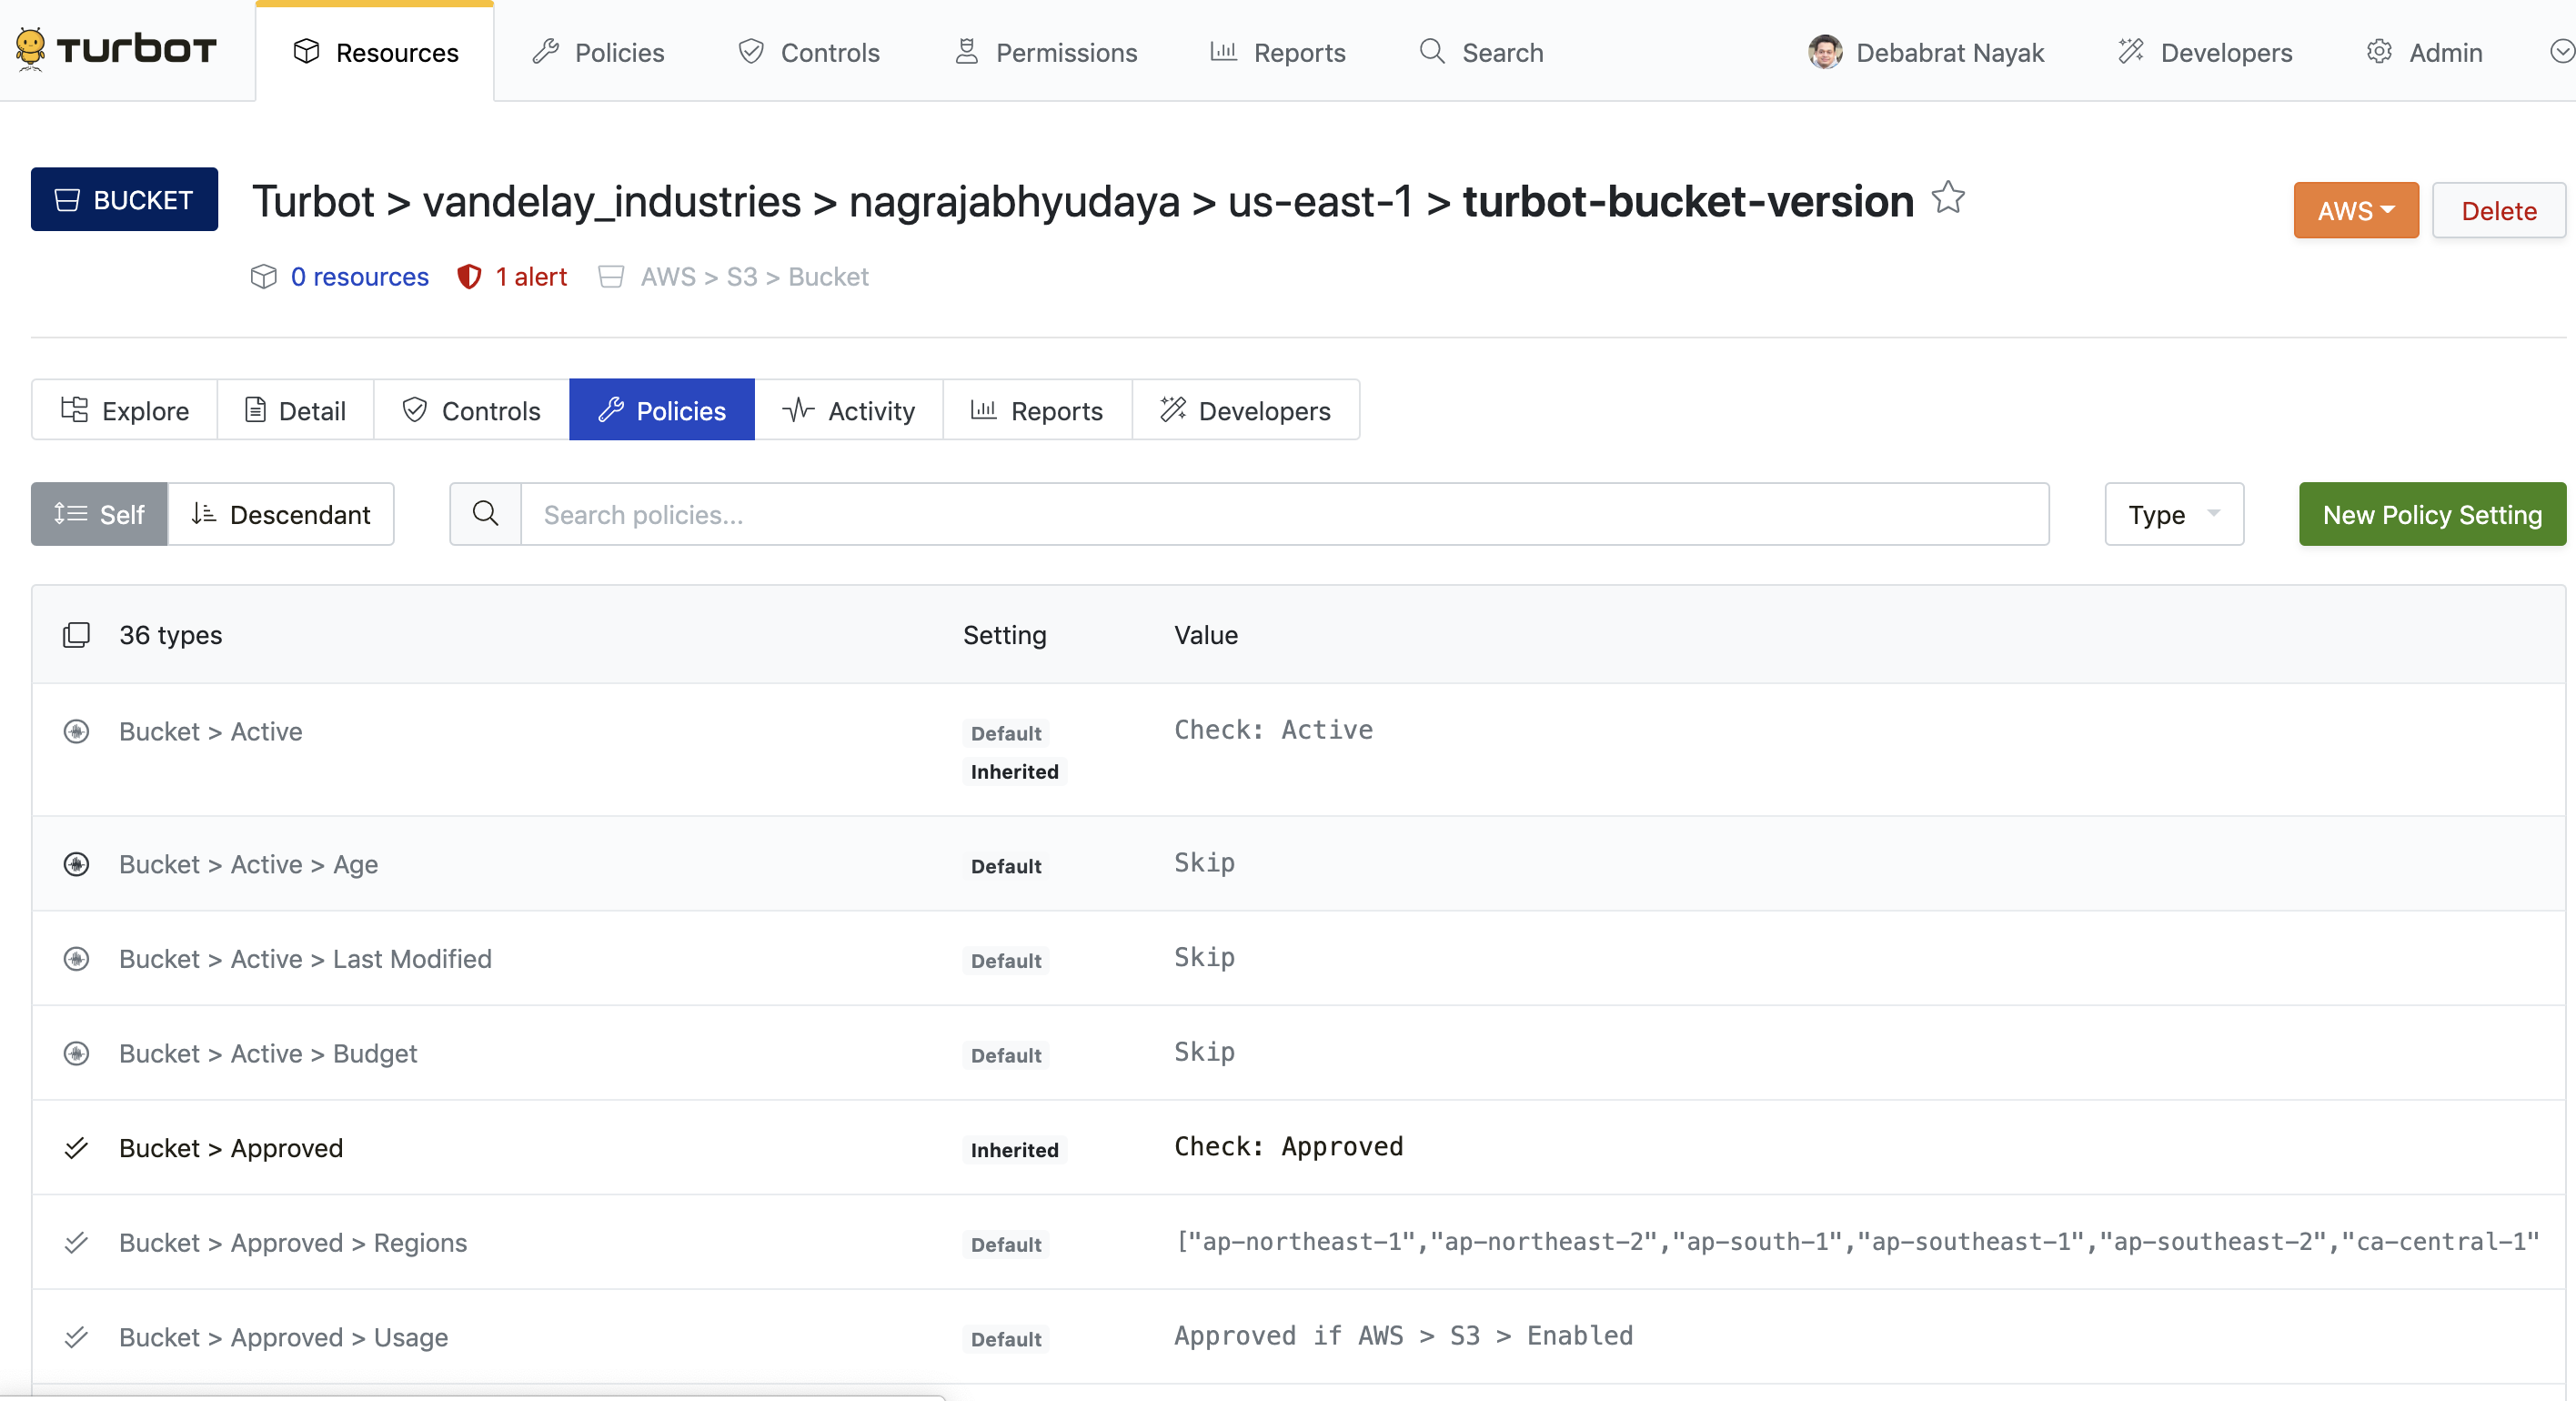 TURBOT Resources Policies Controls Permissions Reports Search Debabrat Nayak Developers Admin
BUCKET Turbot > vandelay_industries > nagrajabhyudaya > us-east-1 > turbot-bucket-version AWS Delete
0 resources 1 alert AWS > S3 > Bucket
Explore Detail Controls Policies Activity Reports Developers
Self Descendant Search policies... Type New Policy Setting
36 types Setting Value
Bucket > Active Default Check: Active
Inherited
Bucket > Active > Age Default Skip
Bucket > Active > Last Modified Default Skip
Bucket > Active > Budget Default Skip
Bucket > Approved Inherited Check: Approved
Bucket > Approved > Regions Default ["ap-northeast-1","ap-northeast-2","ap-south-1","ap-southeast-1","ap-southeast-2","ca-central-1"
Bucket > Approved > Usage Default Approved if AWS > S3 > Enabled